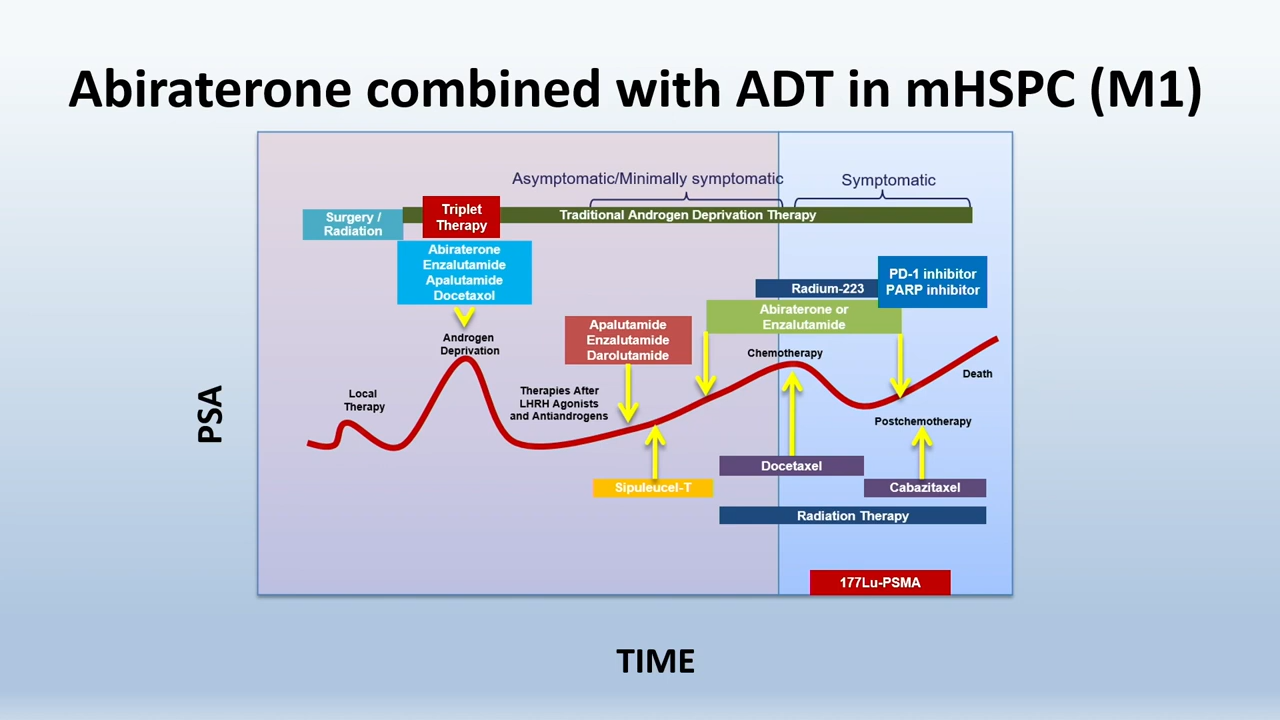 Abiraterone combined with ADT in mHSPC (M1)
Asymptomatic/Minimally symptomatic
Symptomatic
Surgery /
Radiation
Triplet
Therapy
Traditional Androgen Deprivation Therapy
Abiraterone
Enzalutamide
Apalutamide
Docetaxol
PD-1 inhibitor
PARP inhibitor
Radium-223
Abiraterone or
Enzalutamide
Apalutamide
Enzalutamide
Darolutamide
Androgen
Deprivation
Chemotherapy
Death
Local
Therapy
Therapies After
LHRH Agonists
and Antiandrogens
Postchemotherapy
PSA
Docetaxel
Sipuleucel-T
Cabazitaxel
Radiation Therapy
177Lu-PSMA
TIME